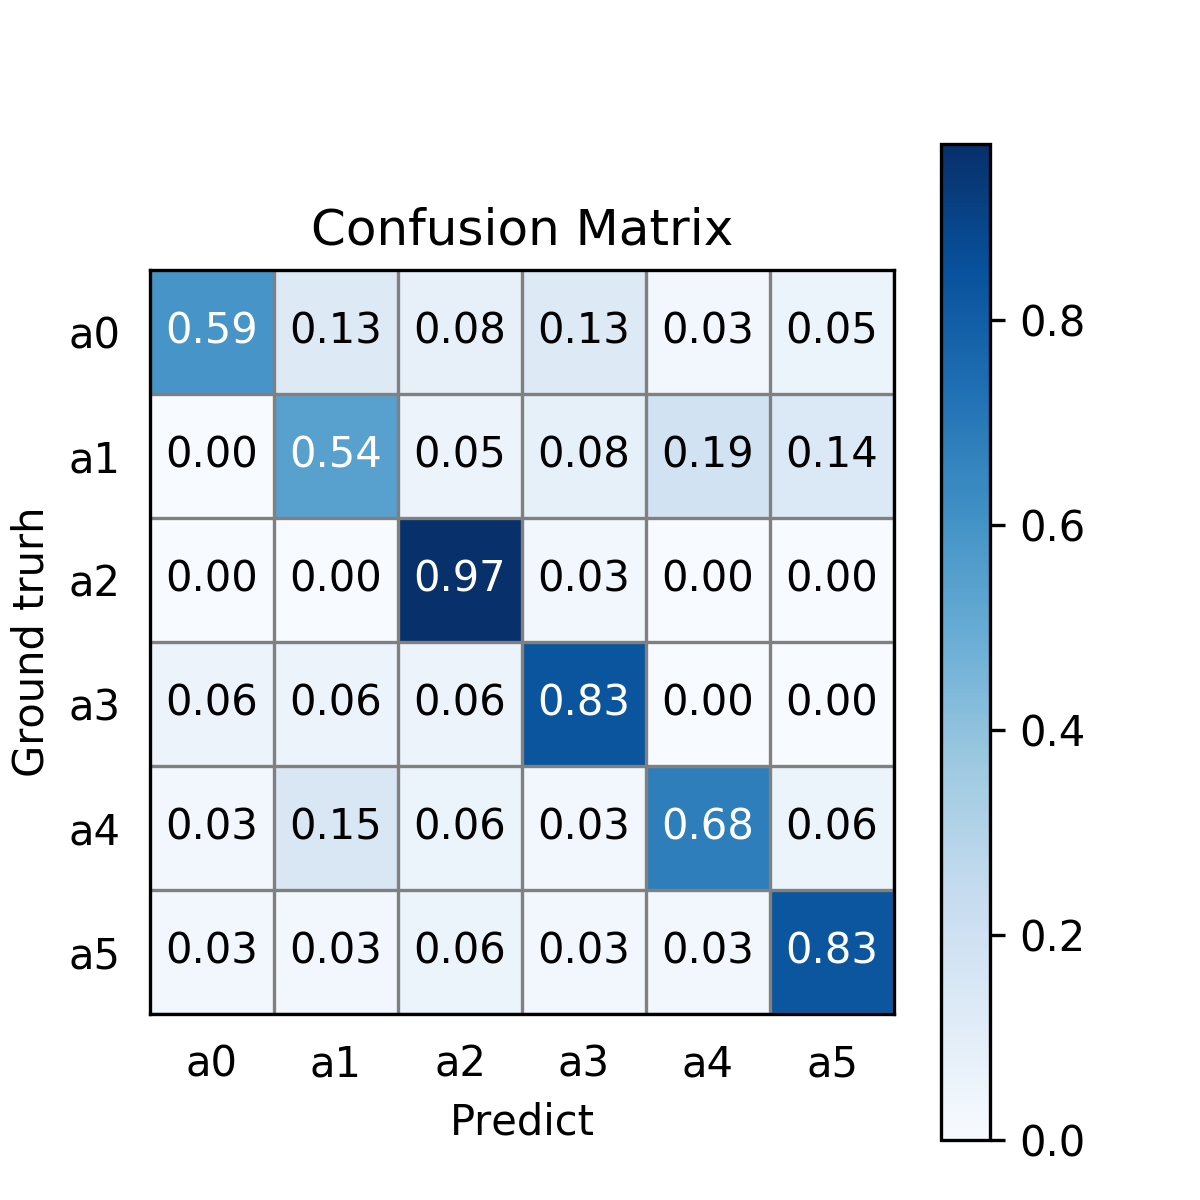 Confusion Matrix
a0 0.59 0.13 0.08 0.13 0.03 0.05
a1 0.00 0.54 0.05 0.08 0.19 0.14
a2 0.00 0.00 0.97 0.03 0.00 0.00
a3 0.06 0.06 0.06 0.83 0.00 0.00
a4 0.03 0.15 0.06 0.03 0.68 0.06
a5 0.03 0.03 0.06 0.03 0.03 0.83
a0 a1 a2 a3 a4 a5
Predict
Ground trurh
0.8
0.6
0.4
0.2
0.0